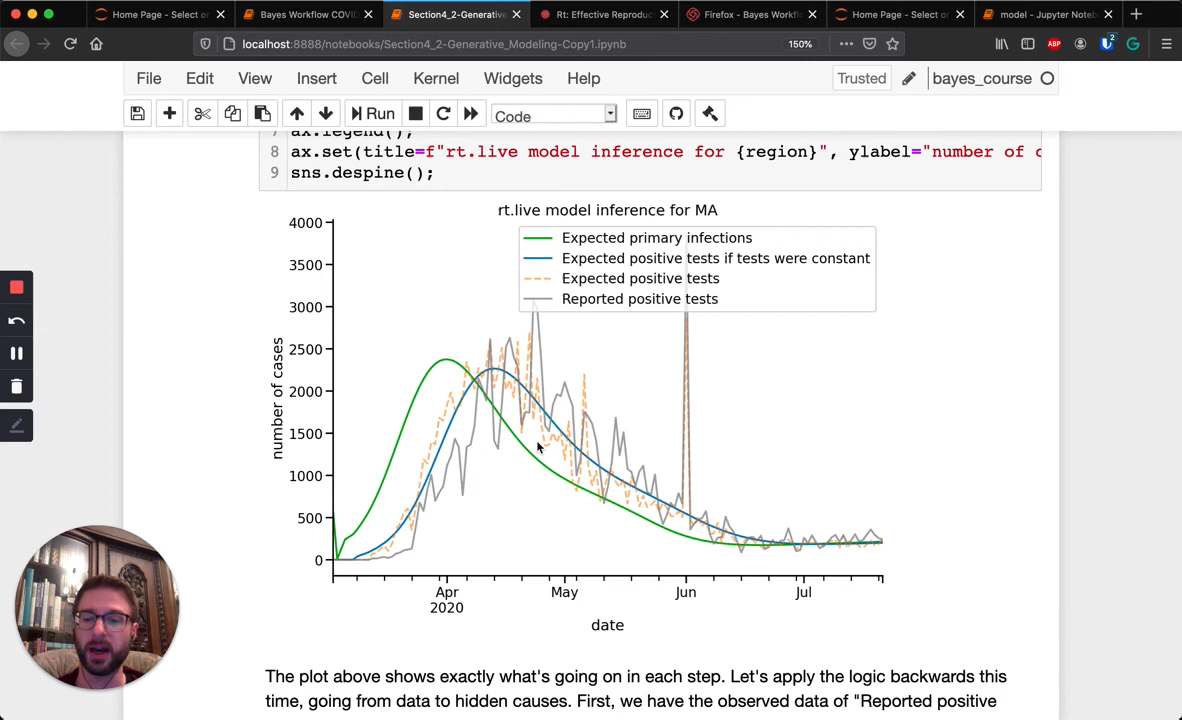 Home Page - Select or
Bayes Workflow COVI
Section4_2-Generative
Rt: Effective Reproduc
Firefox - Bayes Workfl
Home Page - Select or
model - Jupyter Noteb
localhost:8888/notebooks/Section4_2-Generative_Modeling-Copy1.ipynb
150%
ABP
2
File Edit View Insert Cell Kernel Widgets Help
Trusted
bayes_course
Run
Code
7 ax.legend();
8 ax.set(title=f"rt.live model inference for {region}", ylabel="number of c
9 sns.despine();
rt.live model inference for MA
Expected primary infections
Expected positive tests if tests were constant
Expected positive tests
Reported positive tests
4000
3500
3000
2500
2000
1500
1000
500
0
number of cases
Apr
2020
May
Jun
Jul
date
The plot above shows exactly what's going on in each step. Let's apply the logic backwards this
time, going from data to hidden causes. First, we have the observed data of "Reported positive